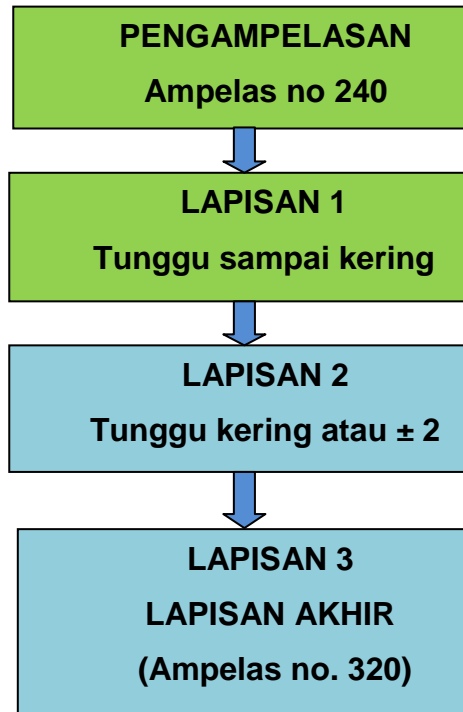 PENGAMPELASAN
Ampelas no 240
LAPISAN 1
Tunggu sampai kering
LAPISAN 2
Tunggu kering atau ± 2
LAPISAN 3
LAPISAN AKHIR
(Ampelas no. 320)